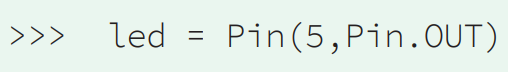 >>> led = Pin(5,Pin.OUT)